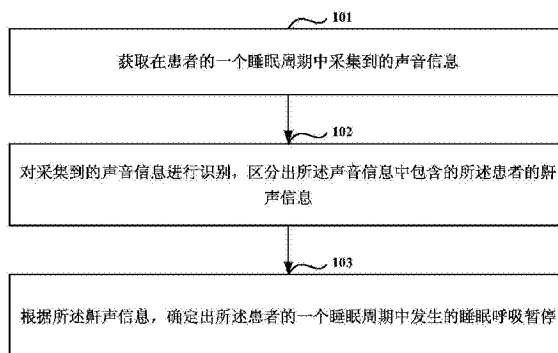 101
获取在患者的一个睡眠周期中采集到的声音信息
102
对采集到的声音信息进行识别，区分出所述声音信息中包含的所述患者的鼾
声信息
103
根据所述鼾声信息，确定出所述患者的一个睡眠周期中发生的睡眠呼吸暂停